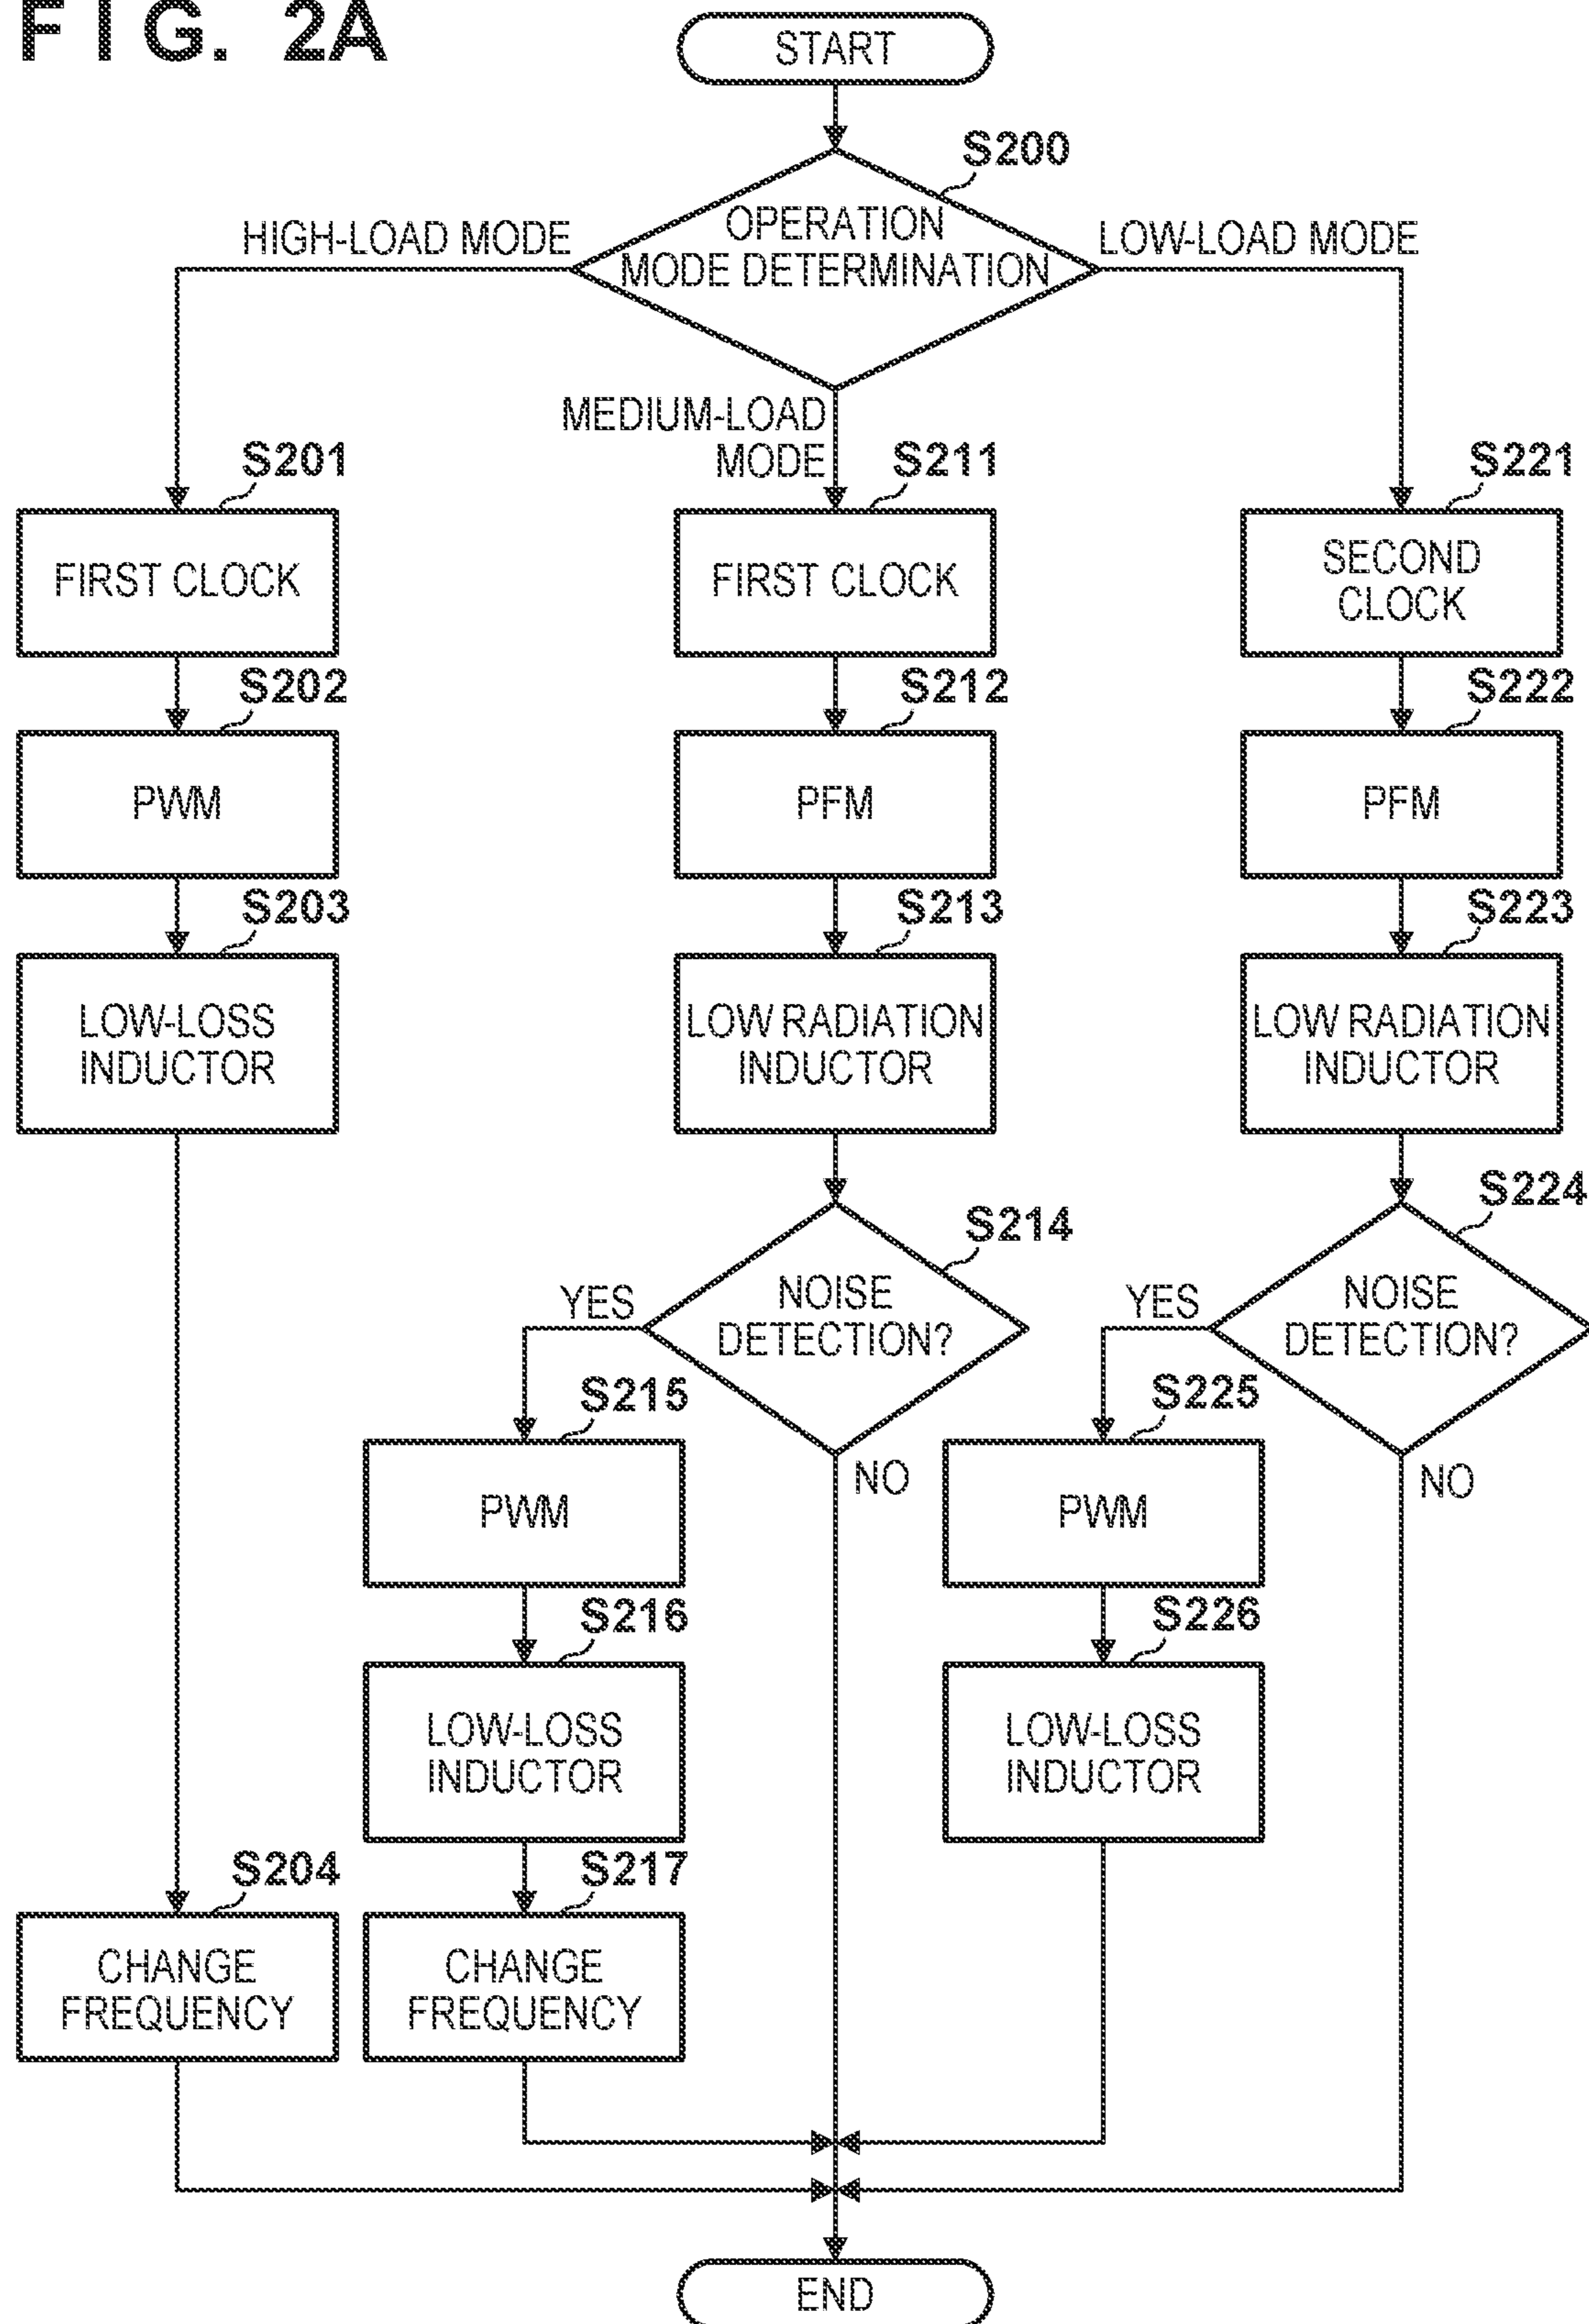 FIG. 2A
START
S200
OPERATION
MODE DETERMINATION
HIGH-LOAD MODE
LOW-LOAD MODE
MEDIUM-LOAD
MODE
S201
S211
S221
FIRST CLOCK
FIRST CLOCK
SECOND
CLOCK
S202
S212
S222
PWM
PFM
PFM
S203
S213
S223
LOW-LOSS
INDUCTOR
LOW RADIATION
INDUCTOR
LOW RADIATION
INDUCTOR
S214
S224
YES
NOISE
DETECTION?
YES
NOISE
DETECTION?
S215
NO
S225
NO
PWM
PWM
S216
S226
LOW-LOSS
INDUCTOR
LOW-LOSS
INDUCTOR
S204
S217
CHANGE
FREQUENCY
CHANGE
FREQUENCY
END